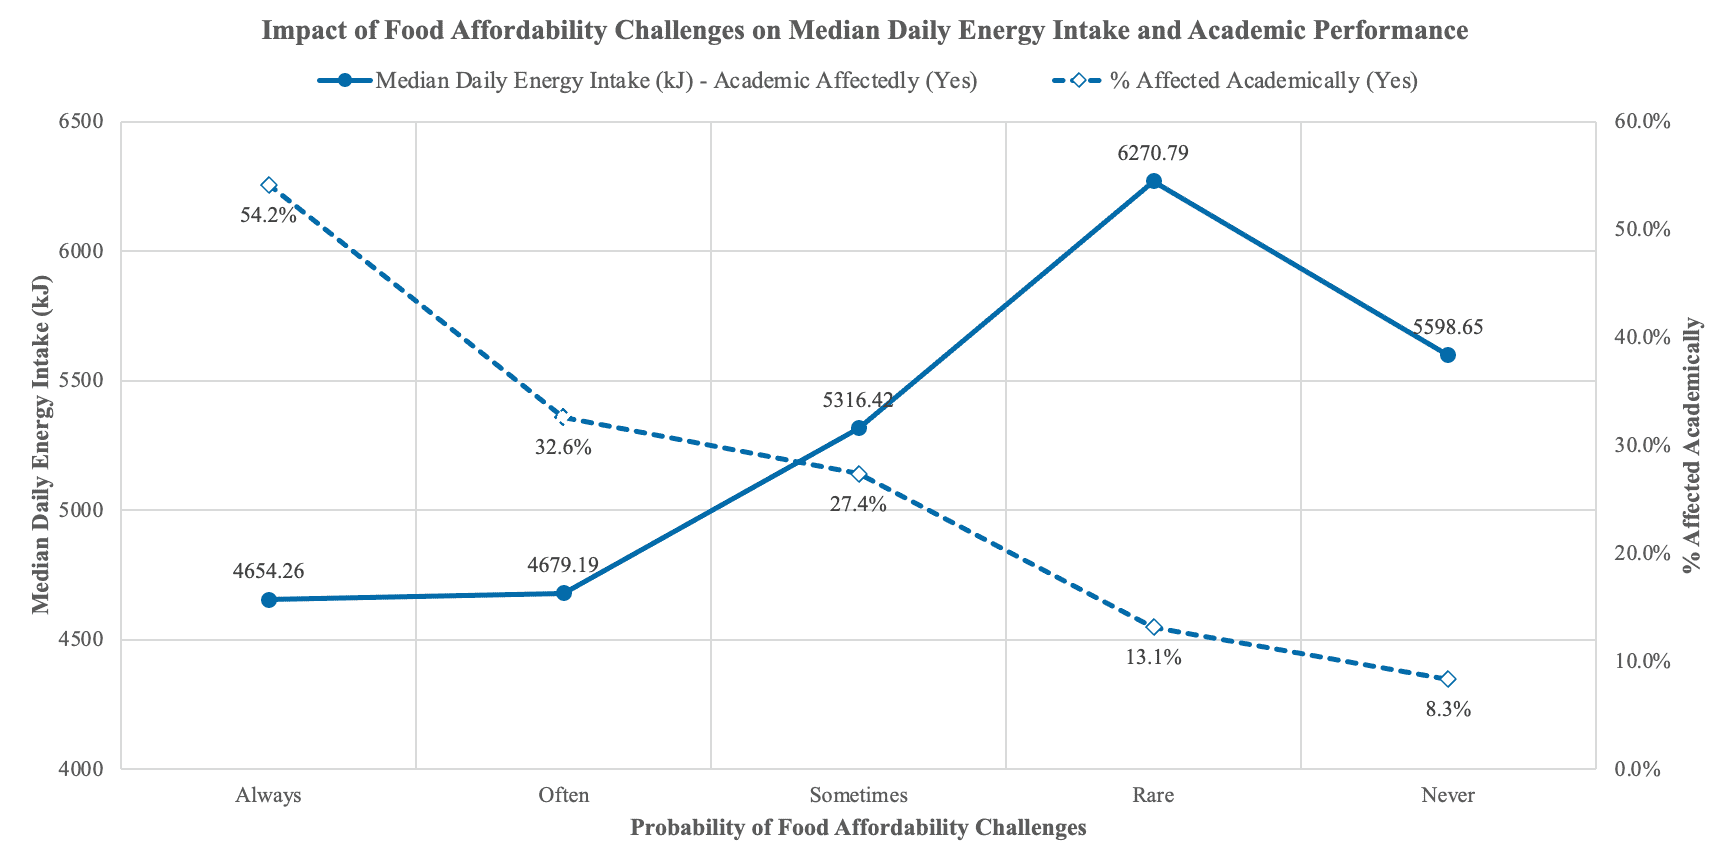 Impact of Food Affordability Challenges on Median Daily Energy Intake and Academic Performance
Median Daily Energy Intake (kJ) - Academic Affectedly (Yes)
% Affected Academically (Yes)
Median Daily Energy Intake (kJ)
6500
6000
5500
5000
4500
4000
54.2%
32.6%
27.4%
13.1%
8.3%
4654.26
4679.19
5316.42
6270.79
5598.65
60.0%
50.0%
40.0%
30.0%
20.0%
10.0%
0.0%
% Affected Academically
Always
Often
Sometimes
Rare
Never
Probability of Food Affordability Challenges